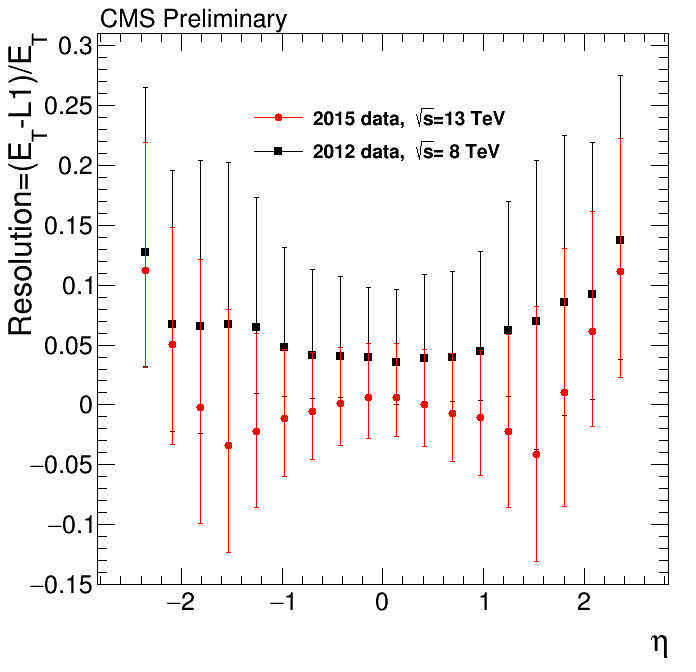 CMS Preliminary
Resolution=(E_T-L1)/E_T
0.3
0.25
0.2
0.15
0.1
0.05
0
−0.05
−0.1
−0.15
2015 data, √s=13 TeV
2012 data, √s= 8 TeV
−2 −1 0 1 2
η